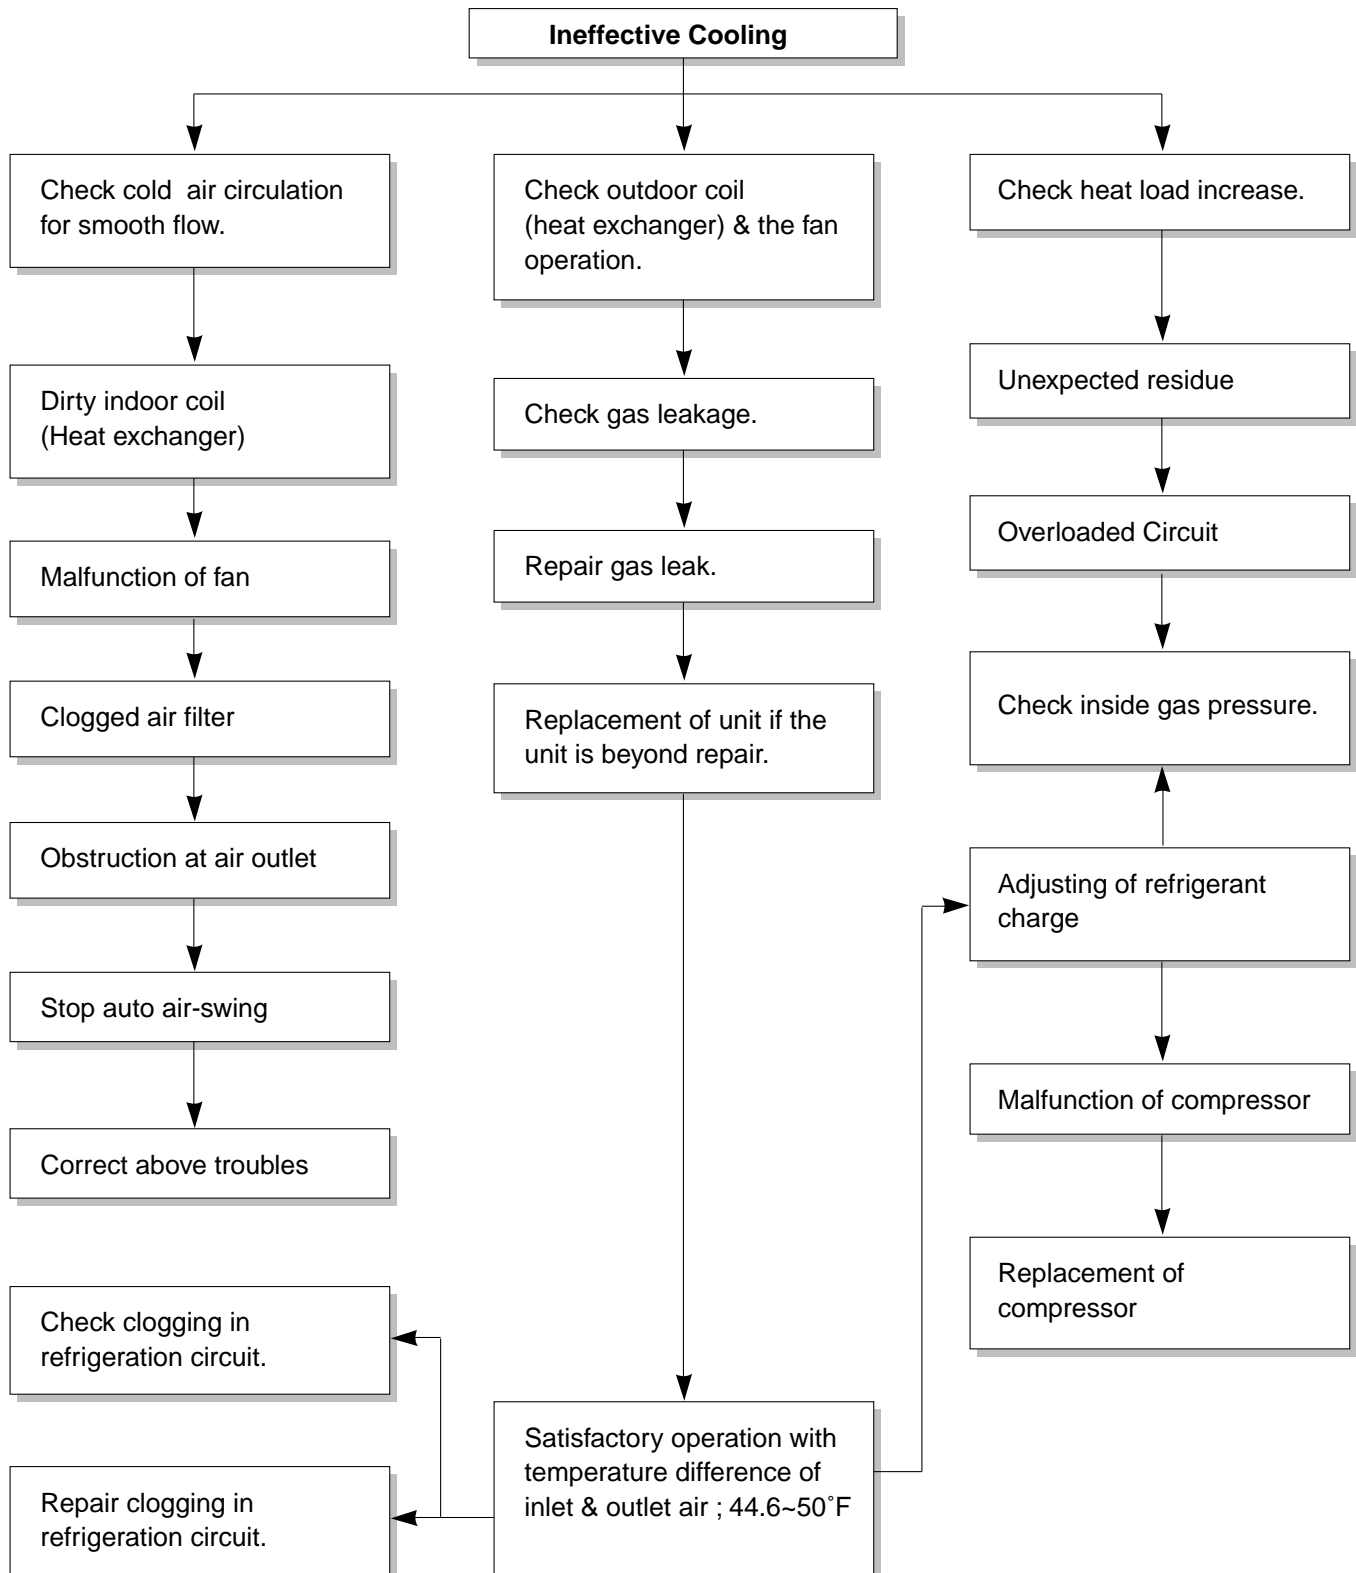 Ineffective Cooling
Check cold air circulation
for smooth flow.
Dirty indoor coil
(Heat exchanger)
Malfunction of fan
Clogged air filter
Obstruction at air outlet
Stop auto air-swing
Correct above troubles
Check clogging in
refrigeration circuit.
Repair clogging in
refrigeration circuit.
Check outdoor coil
(heat exchanger) & the fan
operation.
Check gas leakage.
Repair gas leak.
Replacement of unit if the
unit is beyond repair.
Satisfactory operation with
temperature difference of
inlet & outlet air ; 44.6~50˚F
Check heat load increase.
Unexpected residue
Overloaded Circuit
Check inside gas pressure.
Adjusting of refrigerant
charge
Malfunction of compressor
Replacement of
compressor